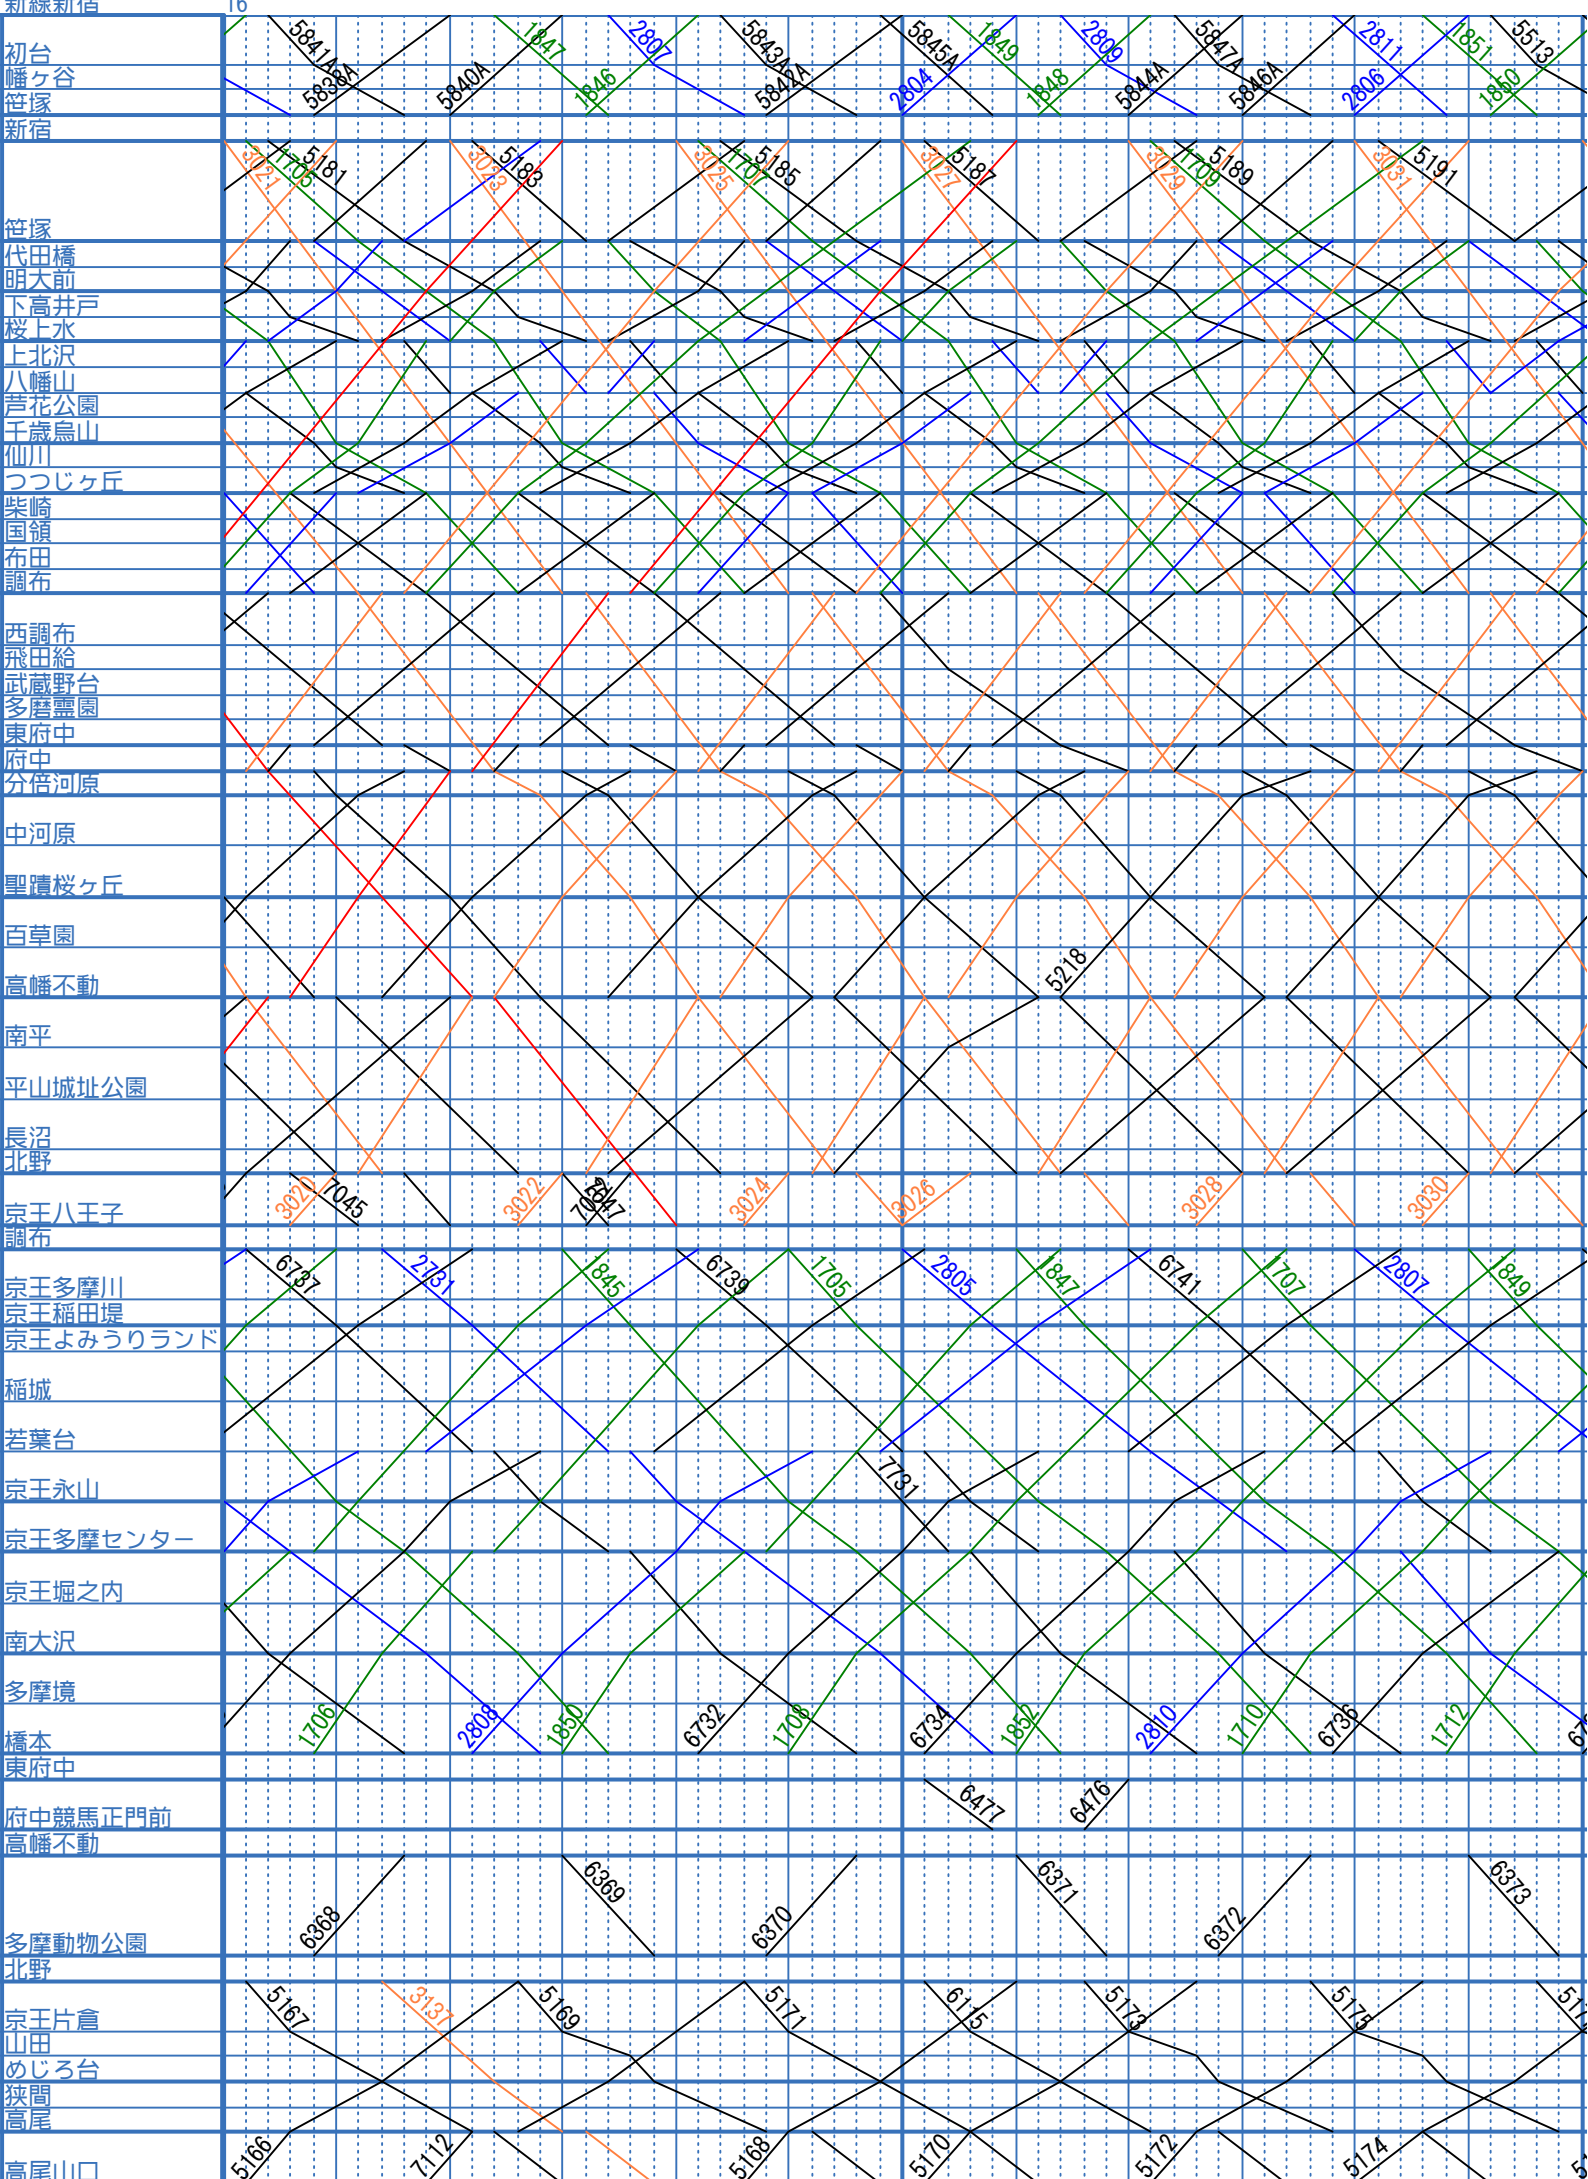 新線新宿 16
初台
幡ヶ谷
笹塚
5841A 5838A 5840A 1847 1846 2807 5843A 5842A 5845A 2804 1849 1848 2809 5844A 5847A 5846A 2811 2806 1851 1850 5513
新宿
3021 1705 5181 3023 5183 3025 1707 5185 3027 5187 3029 1709 5189 3031 5191
笹塚
代田橋
明大前
下高井戸
桜上水
上北沢
八幡山
芦花公園
千歳烏山
仙川
つつじヶ丘
柴崎
国領
布田
調布
西調布
飛田給
武蔵野台
多磨霊園
東府中
府中
分倍河原
中河原
聖蹟桜ヶ丘
百草園
高幡不動
5218
南平
平山城址公園
長沼
北野
京王八王子
3020 7045 3022 3024 3026 3028 3030
調布
6737 2731 1845 6739 1705 2805 1847 6741 1707 2807 1849
京王多摩川
京王稲田堤
京王よみうりランド
稲城
若葉台
7731
京王永山
京王多摩センター
京王堀之内
南大沢
多摩境
橋本
1706 2808 1850 6732 1708 6734 1852 2810 1710 6736 1712
東府中
6477 6476
府中競馬正門前
高幡不動
6368 6369 6370 6371 6372 6373
多摩動物公園
北野
5167 3137 5169 5171 6115 5173 5175
京王片倉
山田
めじろ台
狭間
高尾
5166 7112 5168 5170 5172 5174
高尾山口